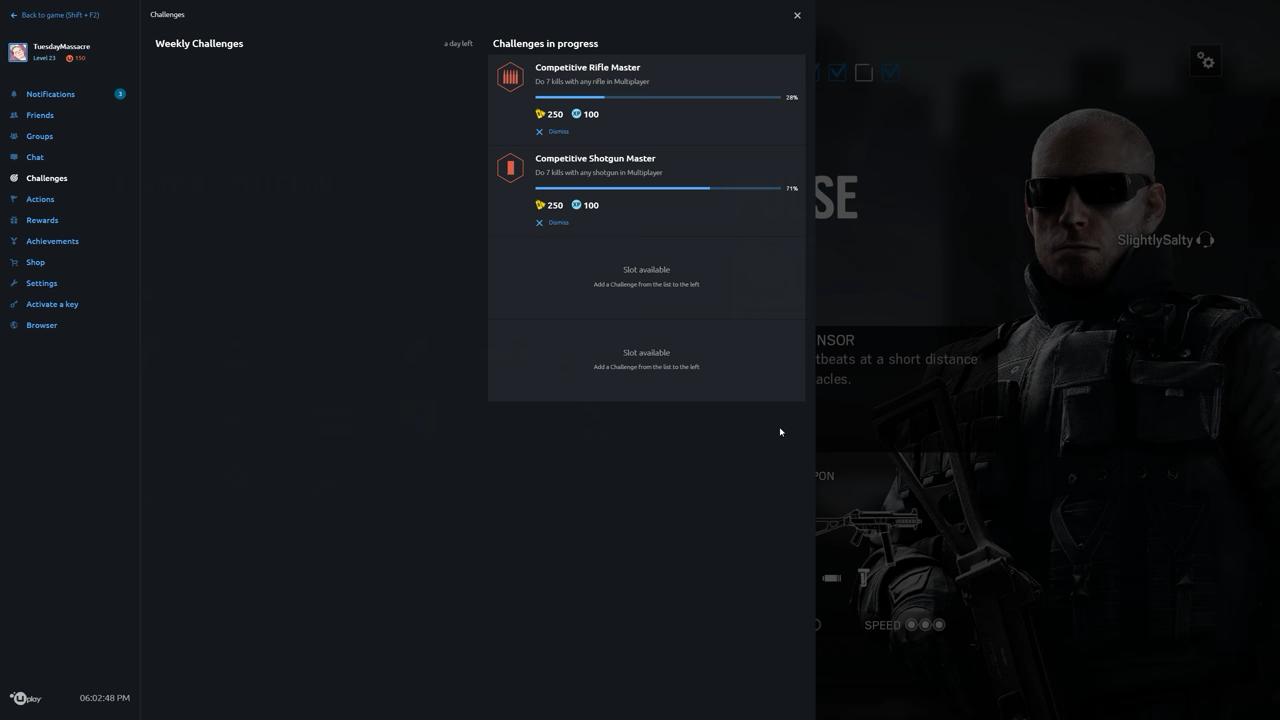 Back to game (Shift + F2)
TuesdayMassacre
Level 23 150
Notifications 3
Friends
Groups
Chat
Challenges
Actions
Rewards
Achievements
Shop
Settings
Activate a key
Browser
uplay 06:02:48 PM
Challenges
Weekly Challenges a day left
Challenges in progress
Competitive Rifle Master
Do 7 kills with any rifle in Multiplayer
28%
250 XP 100
Dismiss
Competitive Shotgun Master
Do 7 kills with any shotgun in Multiplayer
71%
250 XP 100
Dismiss
Slot available
Add a Challenge from the list to the left
Slot available
Add a Challenge from the list to the left
SE
SlightlySalty
NSOR
tbeats at a short distance
acles.
PON
SPEED